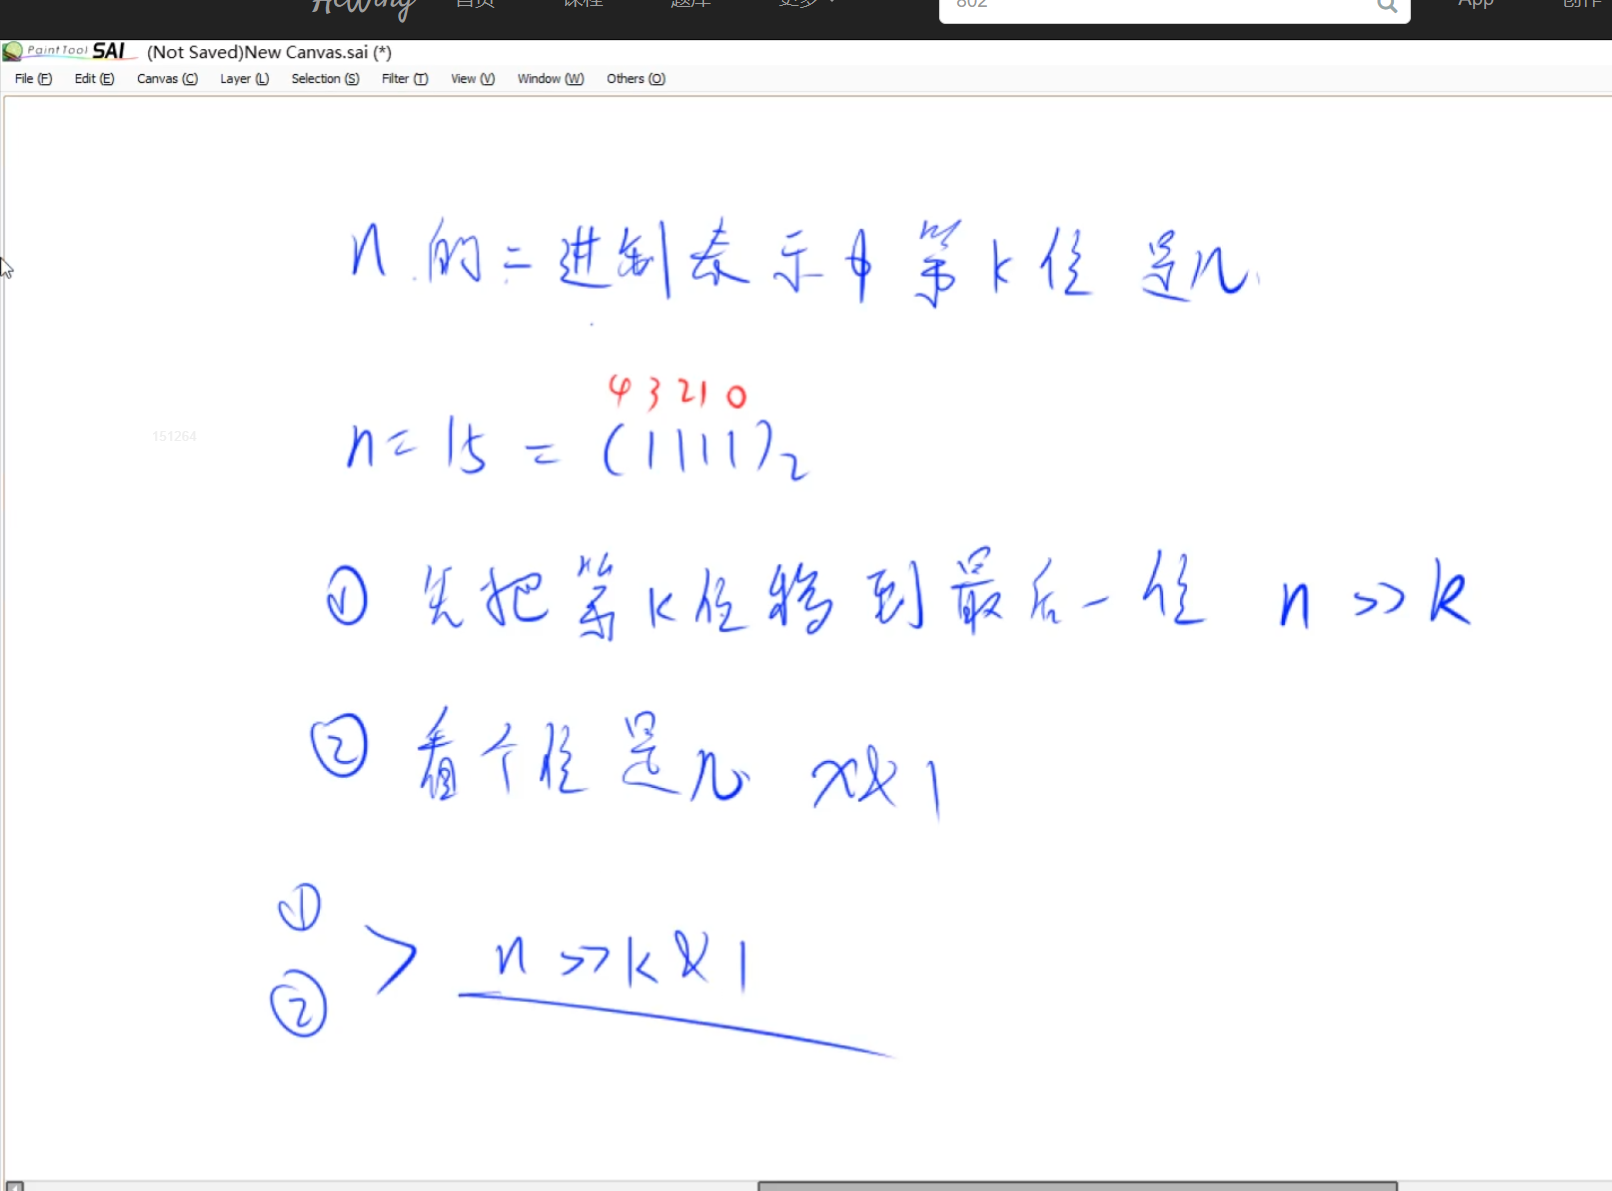 AcWing 首页 课程 题库 更多 802 App 创作
PaintTool SAI (Not Saved)New Canvas.sai (*)
File (F) Edit (E) Canvas (C) Layer (L) Selection (S) Filter (T) View (V) Window (W) Others (O)
n 的二进制表示中第k位是几
4 3 2 1 0
n = 15 = (1111)2
151264
① 先把第k位移到最后一位 n >> k
② 看个位是几 x & 1
①
② > n >> k & 1